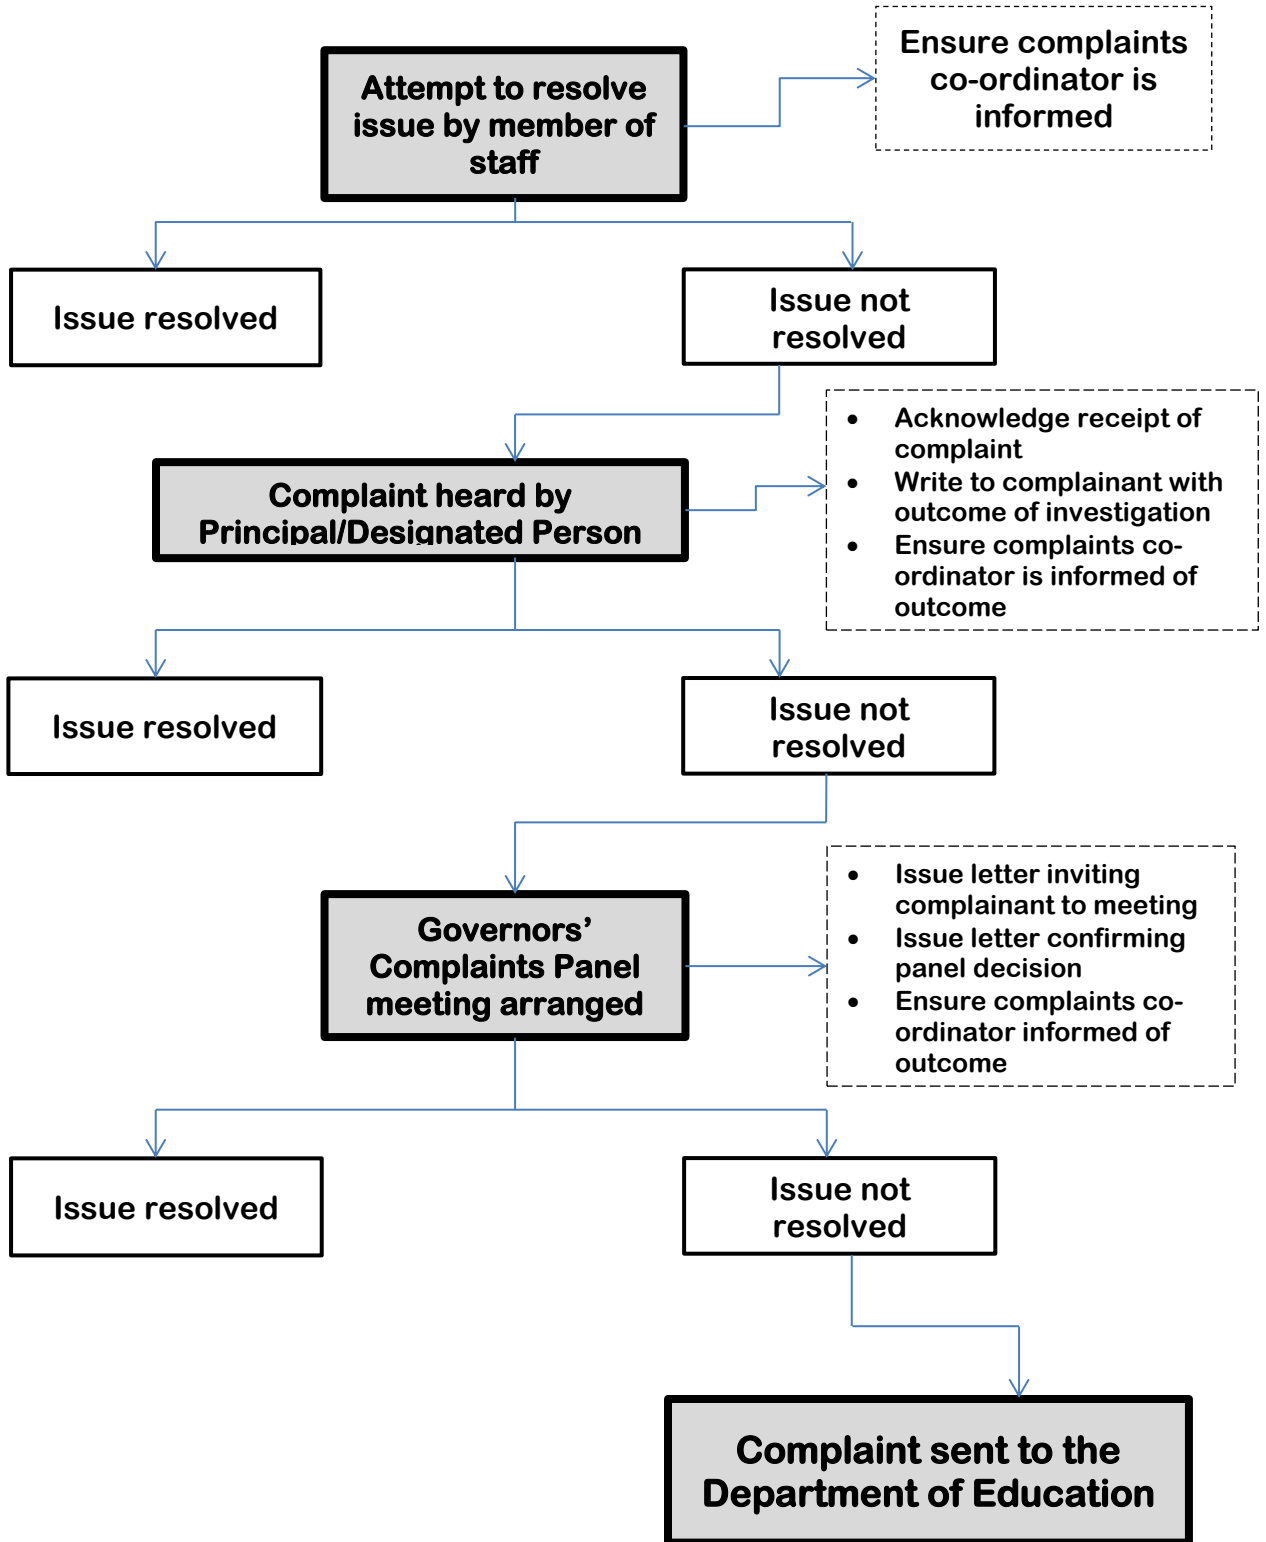 Attempt to resolve
issue by member of
staff
Ensure complaints
co-ordinator is
informed
Issue resolved
Issue not
resolved
Complaint heard by
Principal/Designated Person
• Acknowledge receipt of
complaint
• Write to complainant with
outcome of investigation
• Ensure complaints co-
ordinator is informed of
outcome
Issue resolved
Issue not
resolved
Governors’
Complaints Panel
meeting arranged
• Issue letter inviting
complainant to meeting
• Issue letter confirming
panel decision
• Ensure complaints co-
ordinator informed of
outcome
Issue resolved
Issue not
resolved
Complaint sent to the
Department of Education